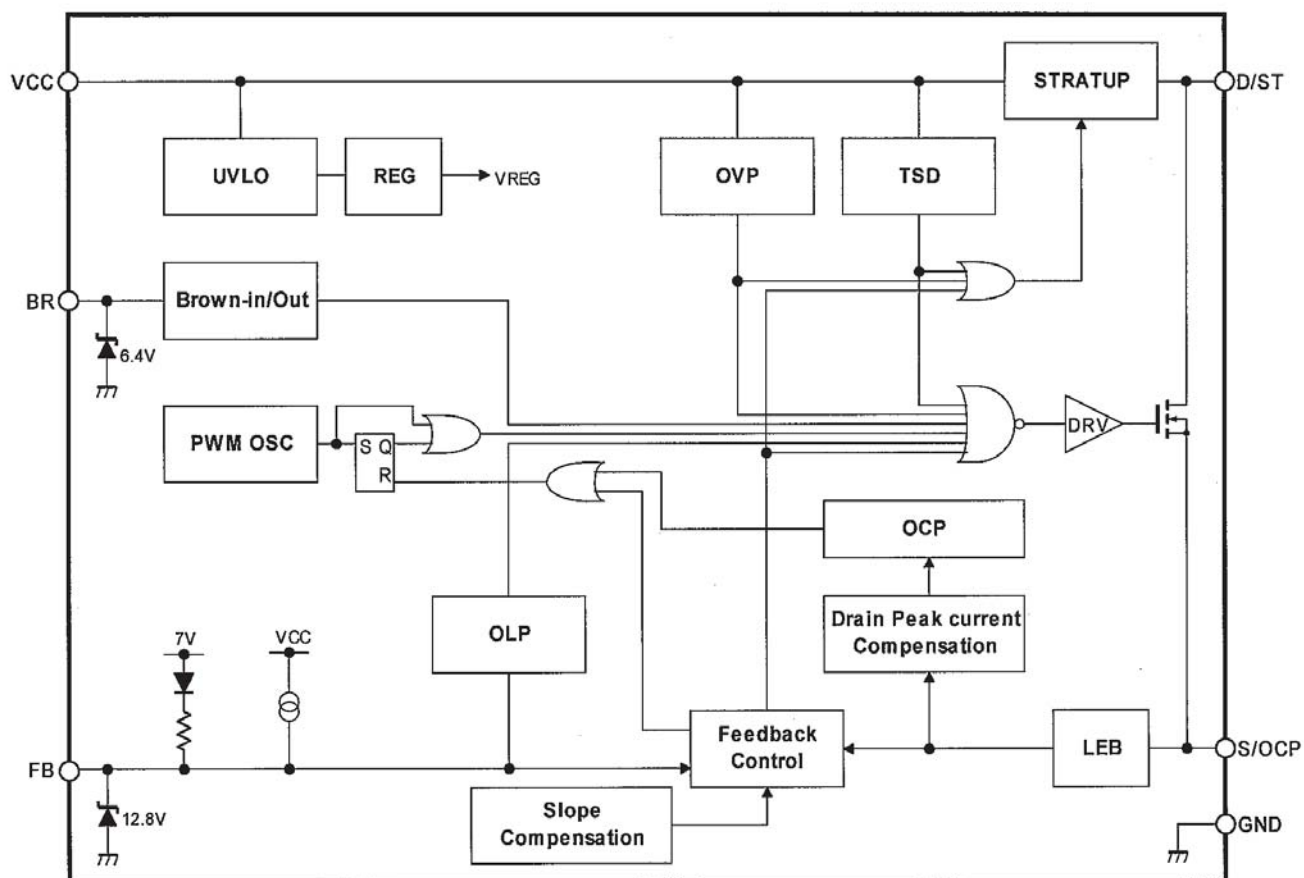 VCC
STRATUP
D/ST
UVLO
REG
VREG
OVP
TSD
BR
Brown-in/Out
6.4V
PWM OSC
S Q
R
DRV
OCP
OLP
Drain Peak current
Compensation
7V
VCC
Feedback
Control
LEB
S/OCP
FB
12.8V
Slope
Compensation
GND